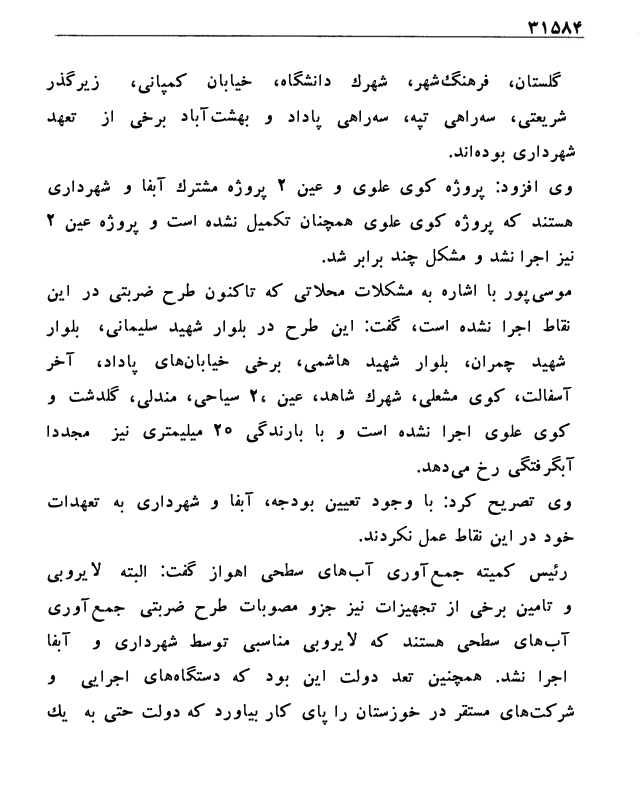 ۳۱۵۸۴
گلستان، فرهنگ‌شهر، شهرك دانشگاه، خیابان کمپانی، زیرگذر
شریعتی، سه‌راهی تپه، سه‌راهی پاداد و بهشت‌آباد برخی از تعهد
شهرداری بوده‌اند.
وی افزود: پروژه کوی علوی و عین ۲ پروژه مشترك آبفا و شهرداری
هستند که پروژه کوی علوی همچنان تکمیل نشده است و پروژه عین ۲
نیز اجرا نشد و مشکل چند برابر شد.
موسی‌پور با اشاره به مشکلات محلاتی که تاکنون طرح ضربتی در این
نقاط اجرا نشده است، گفت: این طرح در بلوار شهید سلیمانی، بلوار
شهید چمران، بلوار شهید هاشمی، برخی خیابان‌های پاداد، آخر
آسفالت، کوی مشعلی، شهرك شاهد، عین ۲، سیاحی، مندلی، گلدشت و
کوی علوی اجرا نشده است و با بارندگی ۲۵ میلیمتری نیز مجددا
آبگرفتگی رخ می‌دهد.
وی تصریح کرد: با وجود تعیین بودجه، آبفا و شهرداری به تعهدات
خود در این نقاط عمل نکردند.
رئیس کمیته جمع‌آوری آب‌های سطحی اهواز گفت: البته لایروبی
و تامین برخی از تجهیزات نیز جزو مصوبات طرح ضربتی جمع‌آوری
آب‌های سطحی هستند که لایروبی مناسبی توسط شهرداری و آبفا
اجرا نشد. همچنین تعد دولت این بود که دستگاه‌های اجرایی و
شرکت‌های مستقر در خوزستان را پای کار بیاورد که دولت حتی به یك